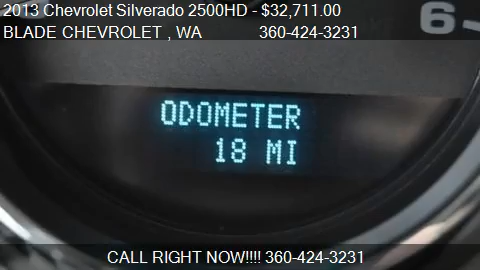 2013 Chevrolet Silverado 2500HD - $32,711.00
BLADE CHEVROLET , WA 360-424-3231
6
ODOMETER
18 MI
CALL RIGHT NOW!!!! 360-424-3231